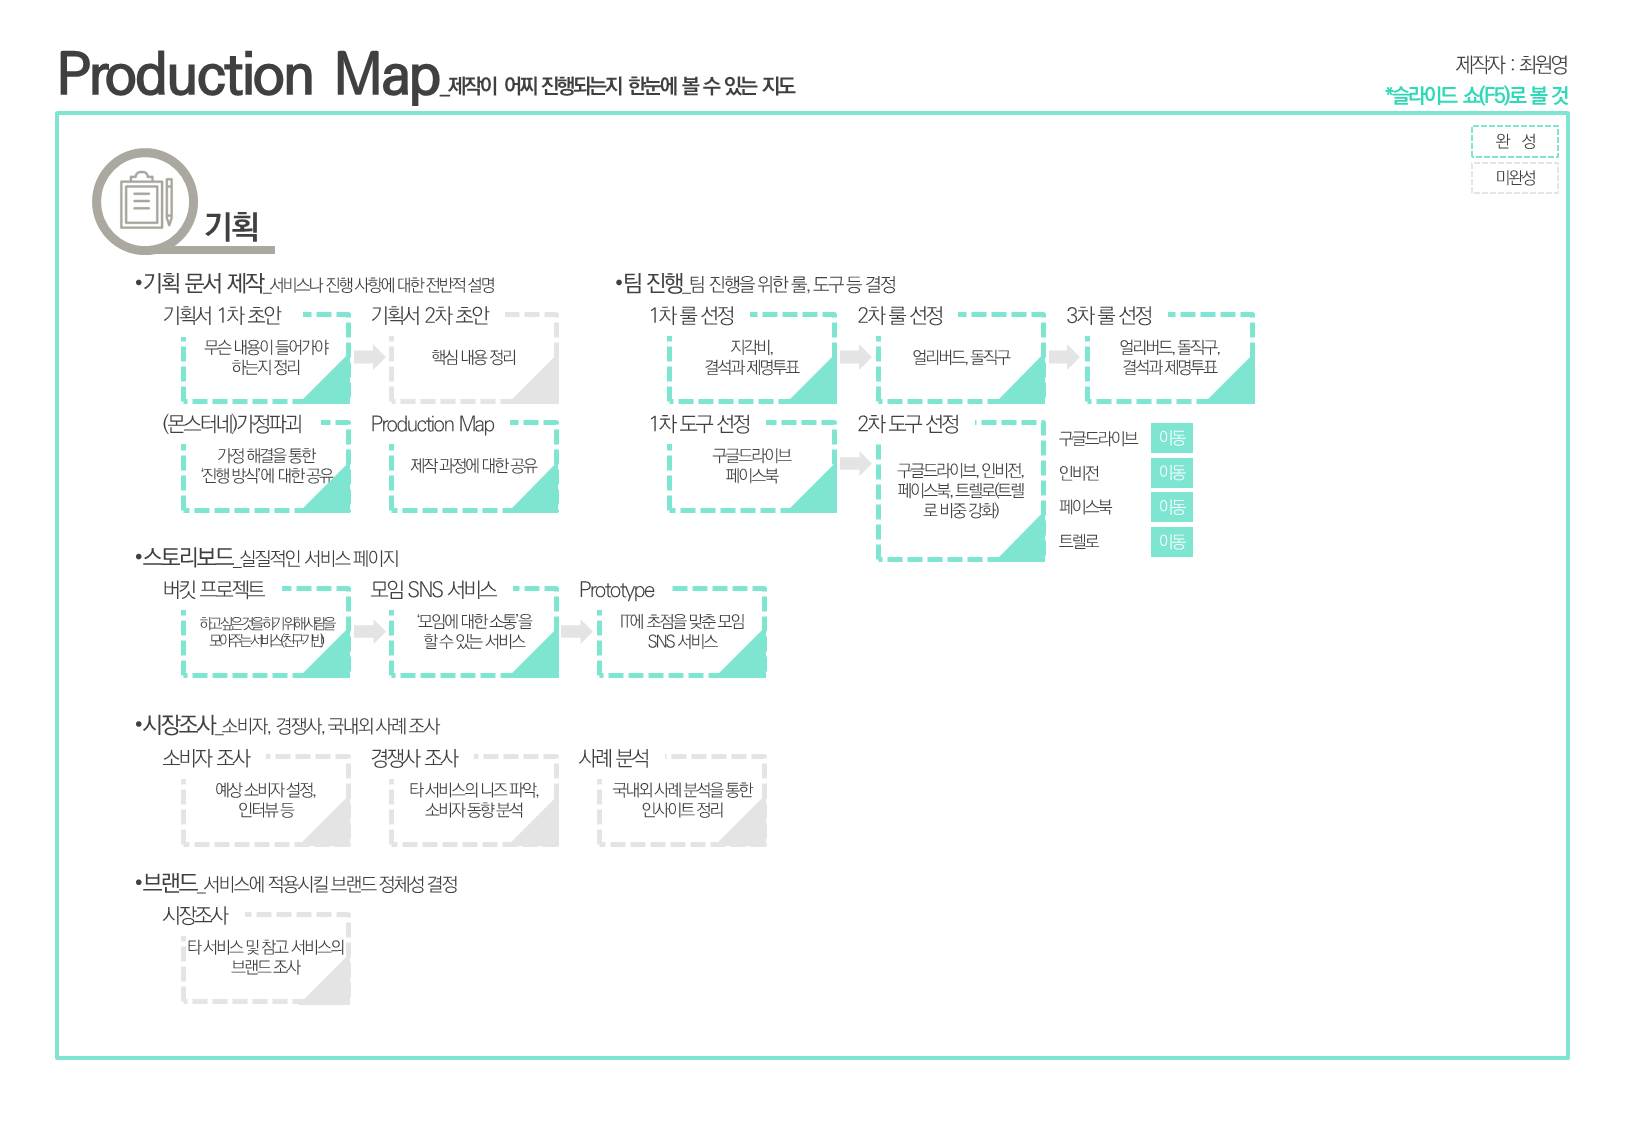 Production Map_제작이 어찌 진행되는지 한눈에 볼 수 있는 지도
제작자 : 최원영
*슬라이드 쇼(F5)로 볼 것
완 성
미완성
기획
•기획 문서 제작_서비스나 진행 사항에 대한 전반적 설명
기획서 1차 초안
무슨 내용이 들어가야
하는지 정리
기획서 2차 초안
핵심 내용 정리
(몬스터네)가정파괴
가정 해결을 통한
‘진행 방식’에 대한 공유
Production Map
제작 과정에 대한 공유
•팀 진행_팀 진행을 위한 룰, 도구 등 결정
1차 룰 선정
지각비,
결석과 제명투표
2차 룰 선정
얼리버드, 돌직구
3차 룰 선정
얼리버드, 돌직구,
결석과 제명투표
1차 도구 선정
구글드라이브
페이스북
2차 도구 선정
구글드라이브, 인비전,
페이스북, 트렐로(트렐
로 비중 강화)
구글드라이브 이동
인비전 이동
페이스북 이동
트렐로 이동
•스토리보드_실질적인 서비스 페이지
버킷 프로젝트
하고싶은것을하기위해사람을
모아주는서비스(친구기반)
모임 SNS 서비스
‘모임에 대한 소통’을
할 수 있는 서비스
Prototype
IT에 초점을 맞춘 모임
SNS 서비스
•시장조사_소비자, 경쟁사, 국내외 사례 조사
소비자 조사
예상 소비자 설정,
인터뷰 등
경쟁사 조사
타 서비스의 니즈 파악,
소비자 동향 분석
사례 분석
국내외 사례 분석을 통한
인사이트 정리
•브랜드_서비스에 적용시킬 브랜드 정체성 결정
시장조사
타 서비스 및 참고 서비스의
브랜드 조사